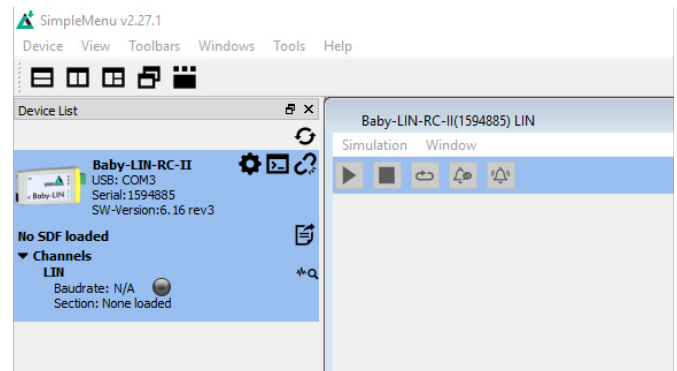 SimpleMenu v2.27.1
Device View Toolbars Windows Tools Help
Device List
Baby-LIN-RC-II
USB: COM3
Serial:1594885
SW-Version:6.16 rev3
Baby-LIN
No SDF loaded
Channels
LIN
Baudrate: N/A
Section: None loaded
Baby-LIN-RC-II(1594885) LIN
Simulation Window